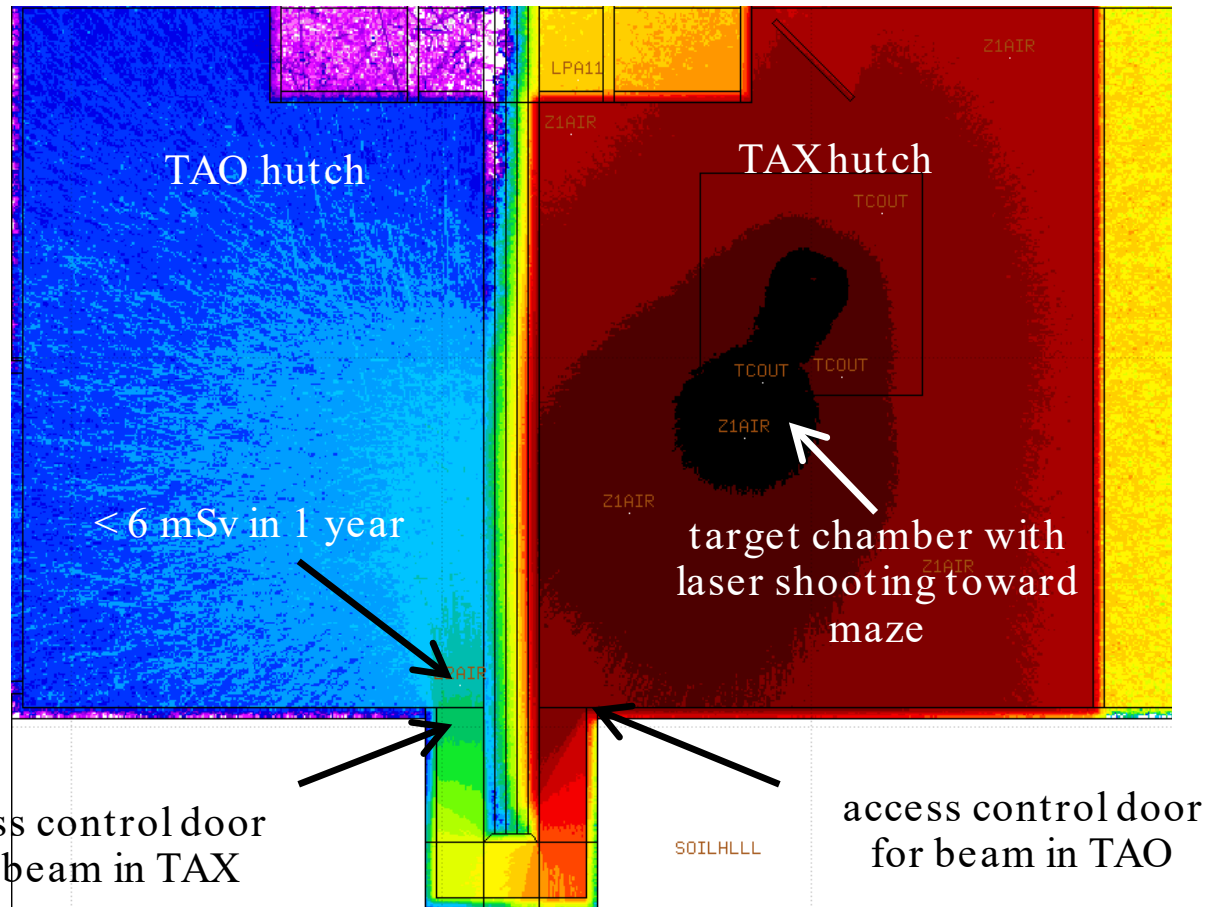 LPA11
Z1AIR
Z1AIR
TAO hutch
TAX hutch
TCOUT
TCOUT
TCOUT
Z1AIR
Z1AIR
< 6 mSv in 1 year
target chamber with
laser shooting toward
maze
Z1AIR
ss control door
beam in TAX
access control door
for beam in TAO
SOILHLLL